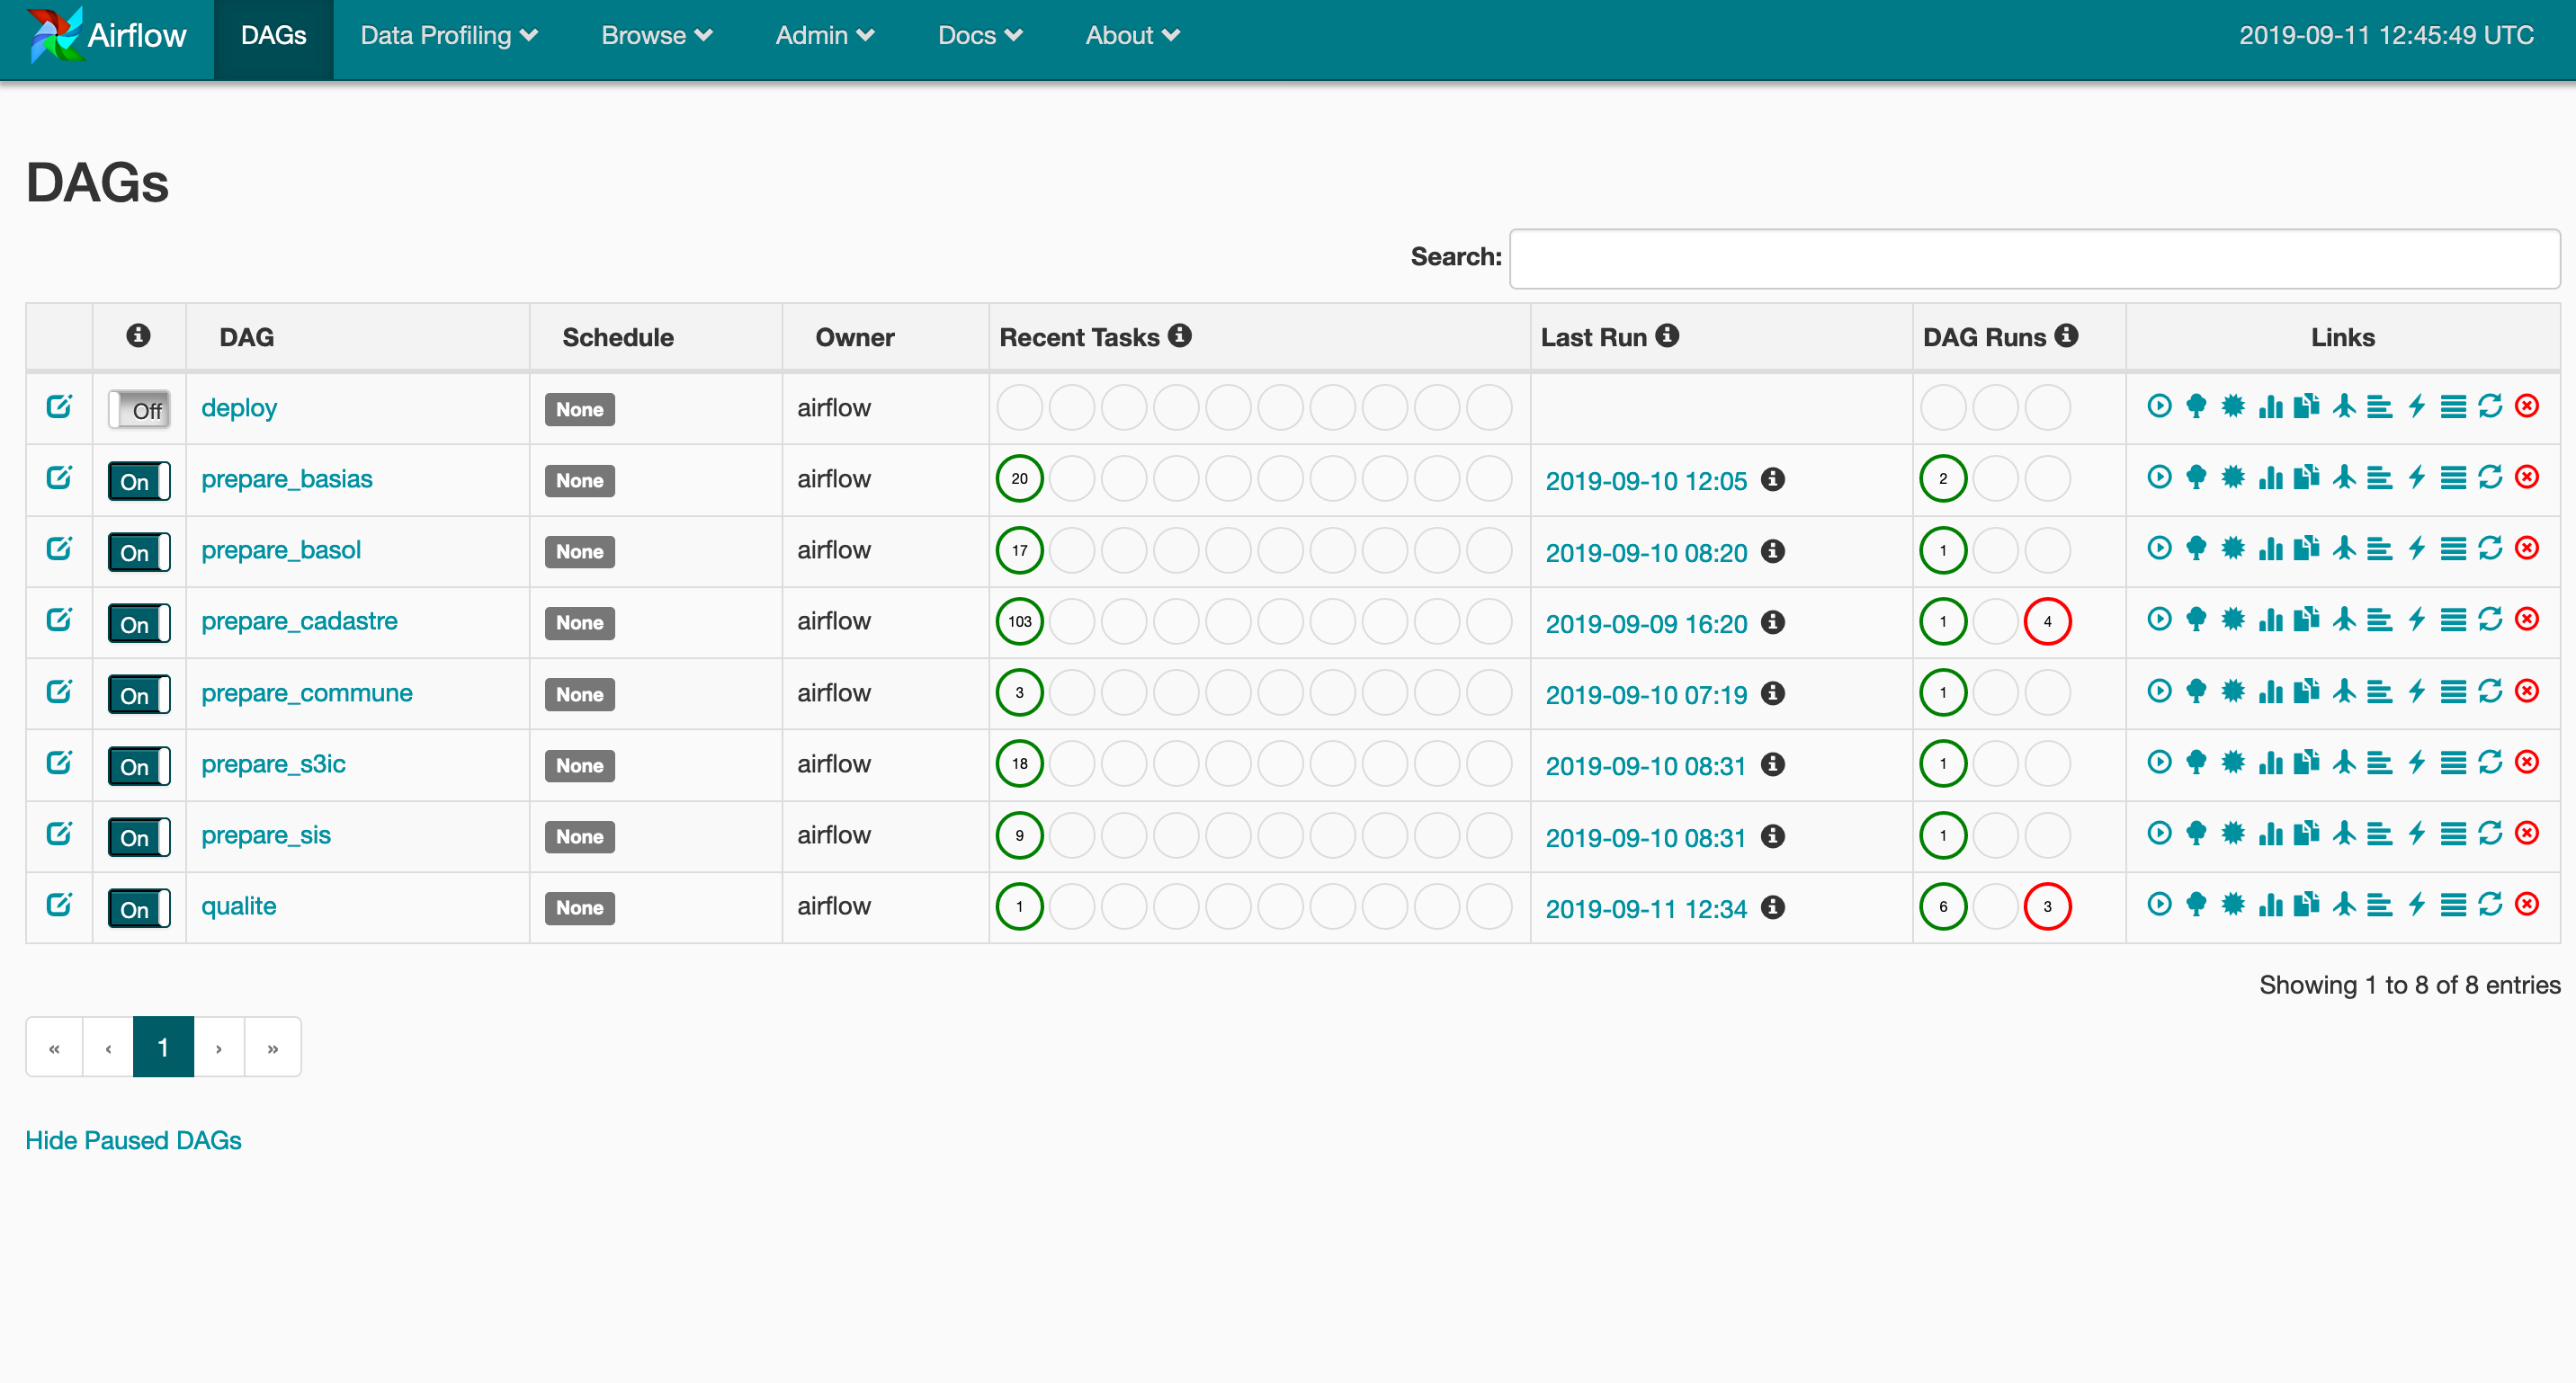 Airflow DAGs Data Profiling Browse Admin Docs About 2019-09-11 12:45:49 UTC
DAGs
Search:
DAG Schedule Owner Recent Tasks Last Run DAG Runs Links
Off deploy None airflow
On prepare_basias None airflow 20 2019-09-10 12:05 2
On prepare_basol None airflow 17 2019-09-10 08:20 1
On prepare_cadastre None airflow 103 2019-09-09 16:20 1 4
On prepare_commune None airflow 3 2019-09-10 07:19 1
On prepare_s3ic None airflow 18 2019-09-10 08:31 1
On prepare_sis None airflow 9 2019-09-10 08:31 1
On qualite None airflow 1 2019-09-11 12:34 6 3
Showing 1 to 8 of 8 entries
« ‹ 1 › »
Hide Paused DAGs